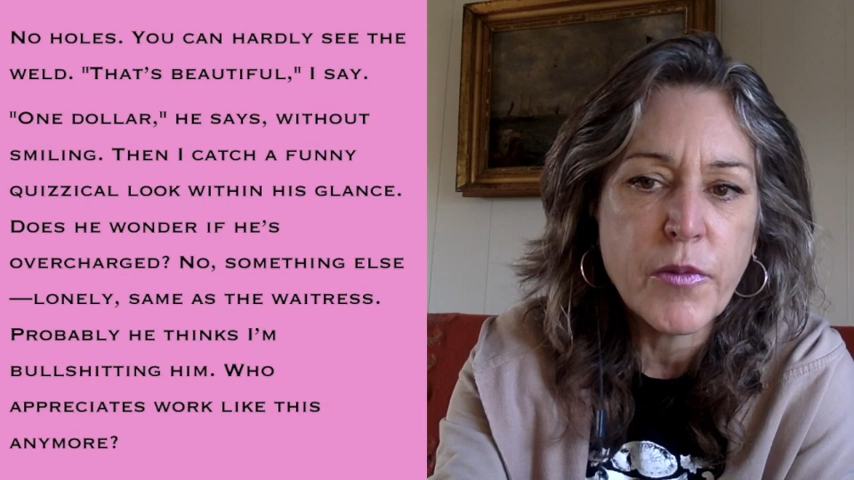 No holes. You can hardly see the
weld. "That’s beautiful," I say.
"One dollar," he says, without
smiling. Then I catch a funny
quizzical look within his glance.
Does he wonder if he’s
overcharged? No, something else
—lonely, same as the waitress.
Probably he thinks I’m
bullshitting him. Who
appreciates work like this
anymore?